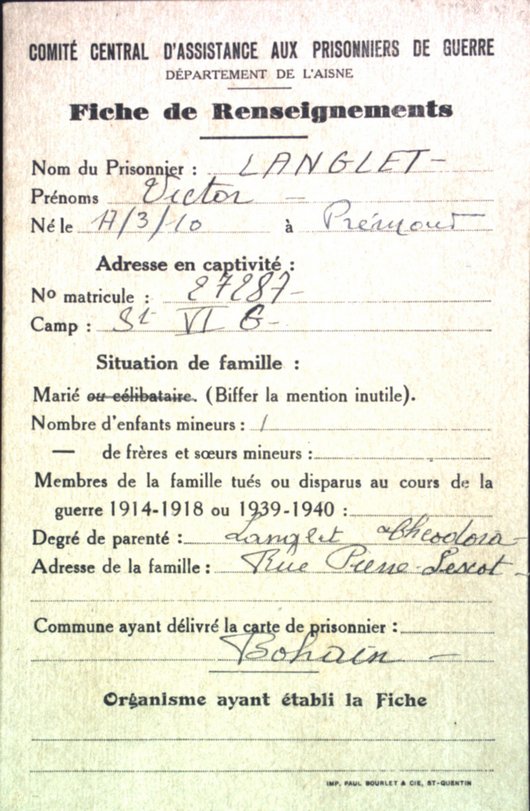 COMITÉ CENTRAL D'ASSISTANCE AUX PRISONNIERS DE GUERRE
DÉPARTEMENT DE L'AISNE
Fiche de Renseignements
Nom du Prisonnier : LANGLET -
Prénoms Victor -
Né le 17/3/10 à Prémont
Adresse en captivité :
No matricule : 27287 -
Camp : St VI G -
Situation de famille :
Marié ou célibataire. (Biffer la mention inutile).
Nombre d'enfants mineurs : 1
— de frères et sœurs mineurs :
Membres de la famille tués ou disparus au cours de la
guerre 1914-1918 ou 1939-1940 :
Degré de parenté : Langlet Théodora -
Adresse de la famille : Rue Pierre-Lescot -
Commune ayant délivré la carte de prisonnier :
Bohain -
Organisme ayant établi la Fiche
IMP. PAUL BOURLET & CIE, ST-QUENTIN